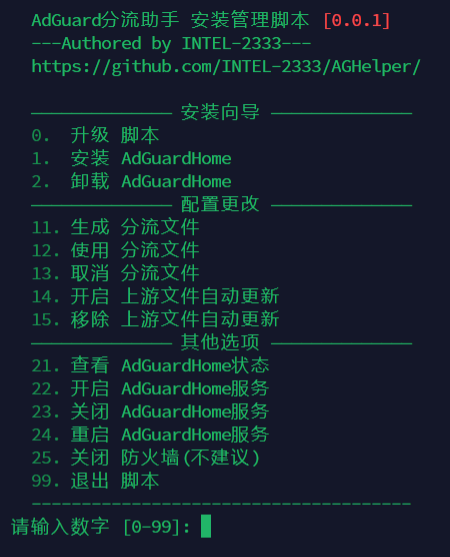 AdGuard分流助手 安装管理脚本 [0.0.1]
---Authored by INTEL-2333---
https://github.com/INTEL-2333/AGHelper/
—————————————— 安装向导 ——————————————
0. 升级 脚本
1. 安装 AdGuardHome
2. 卸载 AdGuardHome
—————————————— 配置更改 ——————————————
11. 生成 分流文件
12. 使用 分流文件
13. 取消 分流文件
14. 开启 上游文件自动更新
15. 移除 上游文件自动更新
—————————————— 其他选项 ——————————————
21. 查看 AdGuardHome状态
22. 开启 AdGuardHome服务
23. 关闭 AdGuardHome服务
24. 重启 AdGuardHome服务
25. 关闭 防火墙(不建议)
99. 退出 脚本
--------------------------------------
请输入数字 [0-99]: